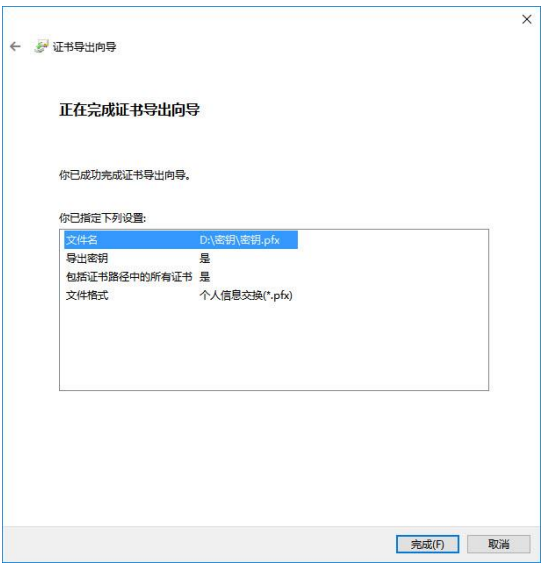 证书导出向导
正在完成证书导出向导
你已成功完成证书导出向导。
你已指定下列设置:
文件名 D:\密钥\密钥.pfx
导出密钥 是
包括证书路径中的所有证书 是
文件格式 个人信息交换(*.pfx)
完成(F) 取消